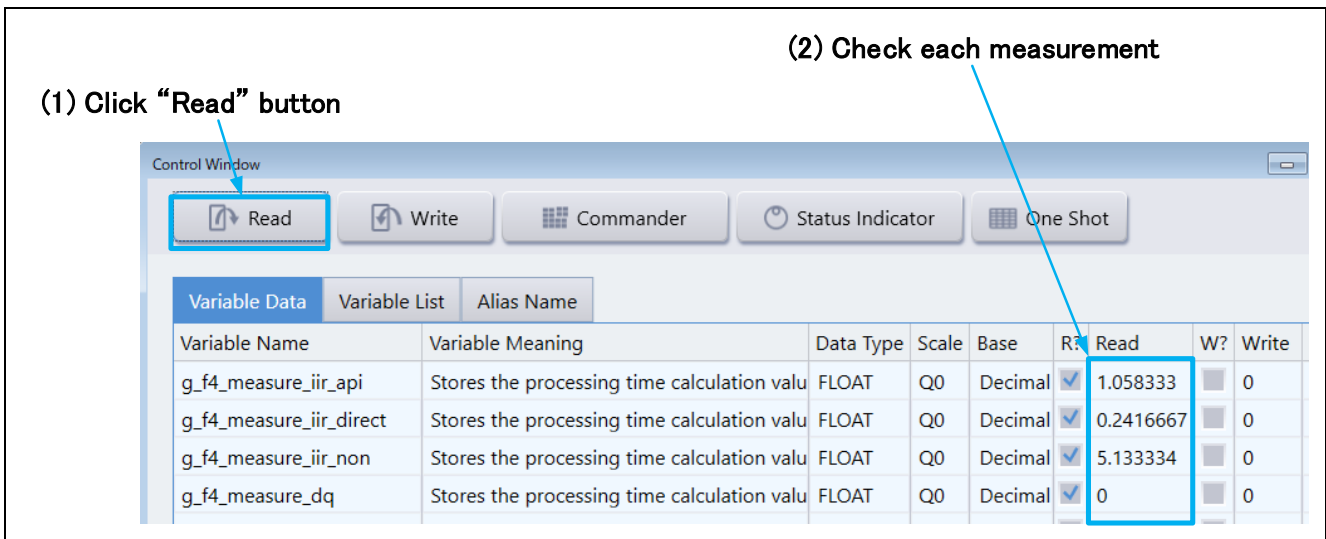 (2) Check each measurement
(1) Click “Read” button
Control Window
Read Write Commander Status Indicator One Shot
Variable Data Variable List Alias Name
Variable Name Variable Meaning Data Type Scale Base R? Read W? Write
g_f4_measure_iir_api Stores the processing time calculation valu FLOAT Q0 Decimal 1.058333 0
g_f4_measure_iir_direct Stores the processing time calculation valu FLOAT Q0 Decimal 0.2416667 0
g_f4_measure_iir_non Stores the processing time calculation valu FLOAT Q0 Decimal 5.133334 0
g_f4_measure_dq Stores the processing time calculation valu FLOAT Q0 Decimal 0 0